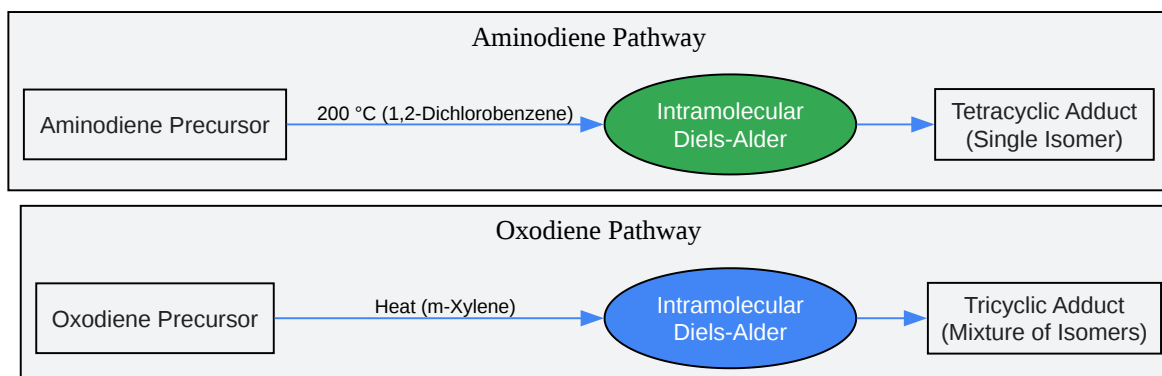 Aminodiene Pathway
Aminodiene Precursor
200 °C (1,2-Dichlorobenzene)
Intramolecular
Diels-Alder
Tetracyclic Adduct
(Single Isomer)
Oxodiene Pathway
Oxodiene Precursor
Heat (m-Xylene)
Intramolecular
Diels-Alder
Tricyclic Adduct
(Mixture of Isomers)